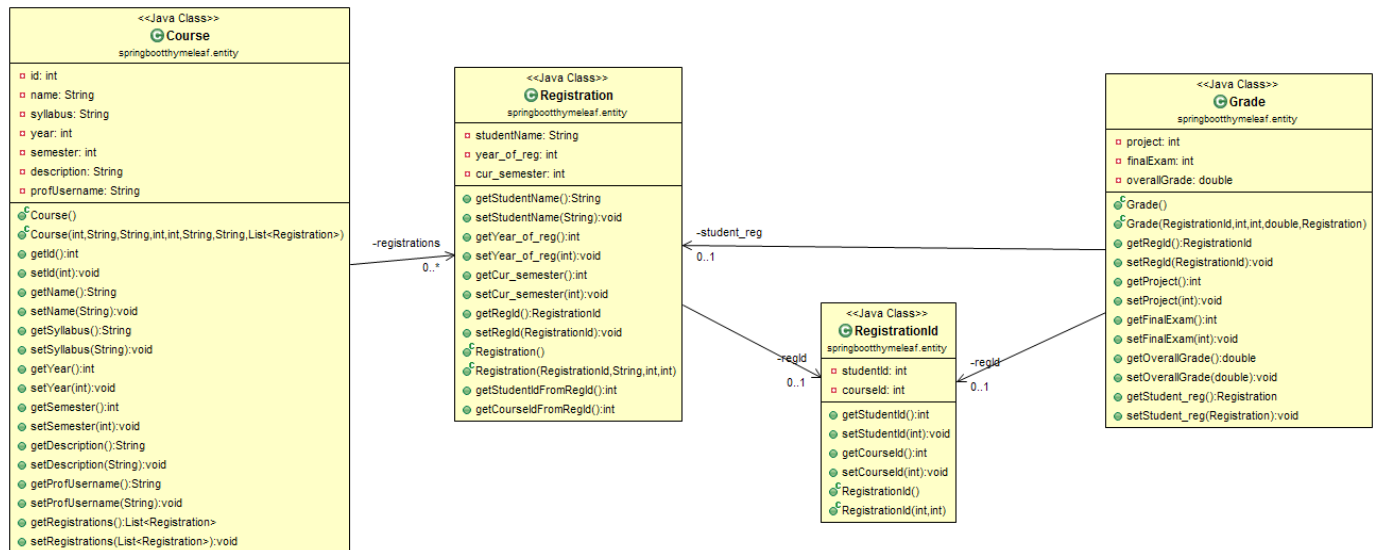 <<Java Class>>
Course
springbootthymeleaf.entity
id: int
name: String
syllabus: String
year: int
semester: int
description: String
profUsername: String
Course()
Course(int,String,String,int,int,String,String,List<Registration>)
getId():int
setId(int):void
getName():String
setName(String):void
getSyllabus():String
setSyllabus(String):void
getYear():int
setYear(int):void
getSemester():int
setSemester(int):void
getDescription():String
setDescription(String):void
getProfUsername():String
setProfUsername(String):void
getRegistrations():List<Registration>
setRegistrations(List<Registration>):void
-registrations
0..*
<<Java Class>>
Registration
springbootthymeleaf.entity
studentName: String
year_of_reg: int
cur_semester: int
getStudentName():String
setStudentName(String):void
getYear_of_reg():int
setYear_of_reg(int):void
getCur_semester():int
setCur_semester(int):void
getRegId():RegistrationId
setRegId(RegistrationId):void
Registration()
Registration(RegistrationId,String,int,int)
getStudentIdFromRegId():int
getCourseIdFromRegId():int
-student_reg
0..1
-regId
0..1
<<Java Class>>
RegistrationId
springbootthymeleaf.entity
studentId: int
courseId: int
getStudentId():int
setStudentId(int):void
getCourseId():int
setCourseId(int):void
RegistrationId()
RegistrationId(int,int)
-regId
0..1
<<Java Class>>
Grade
springbootthymeleaf.entity
project: int
finalExam: int
overallGrade: double
Grade()
Grade(RegistrationId,int,int,double,Registration)
getRegId():RegistrationId
setRegId(RegistrationId):void
getProject():int
setProject(int):void
getFinalExam():int
setFinalExam(int):void
getOverallGrade():double
setOverallGrade(double):void
getStudent_reg():Registration
setStudent_reg(Registration):void